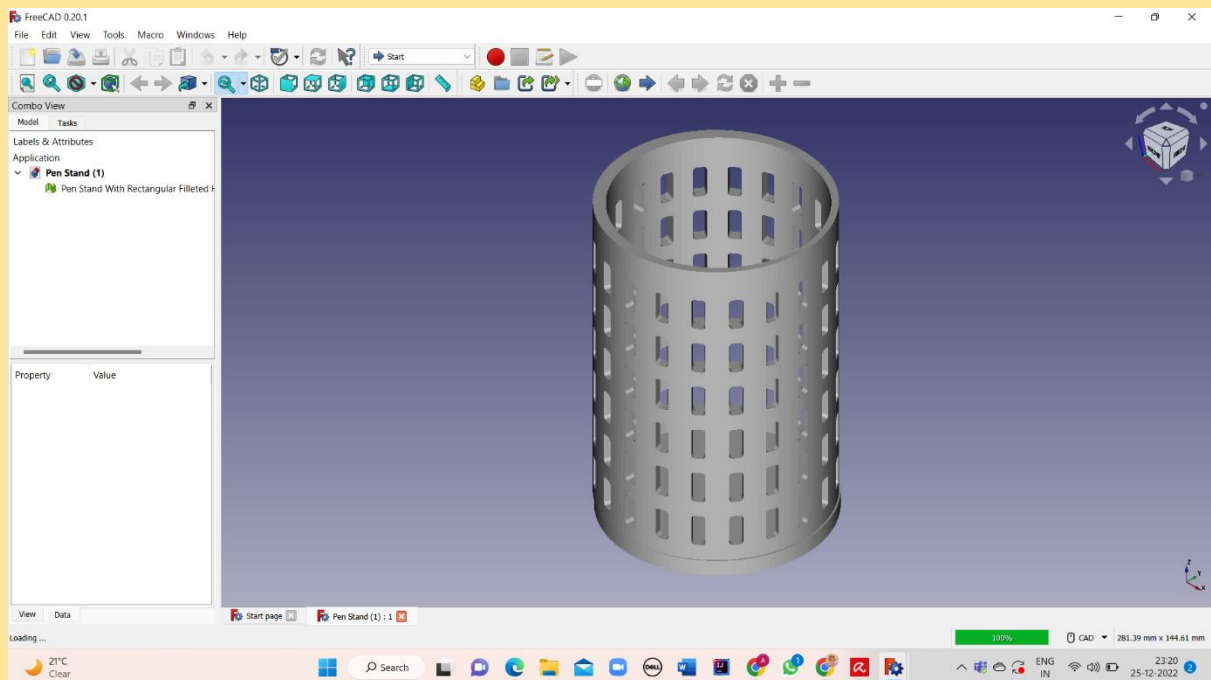 FreeCAD 0.20.1
File Edit View Tools Macro Windows Help
Start
Combo View
Model Tasks
Labels & Attributes
Application
Pen Stand (1)
Pen Stand With Rectangular Filleted H
Property Value
View Data
Start page Pen Stand (1) : 1
Loading ...
100% CAD 281.39 mm x 144.61 mm
21°C
Clear
Search
DELL
ENG
IN
23:20
25-12-2022
2
Z
Y
X